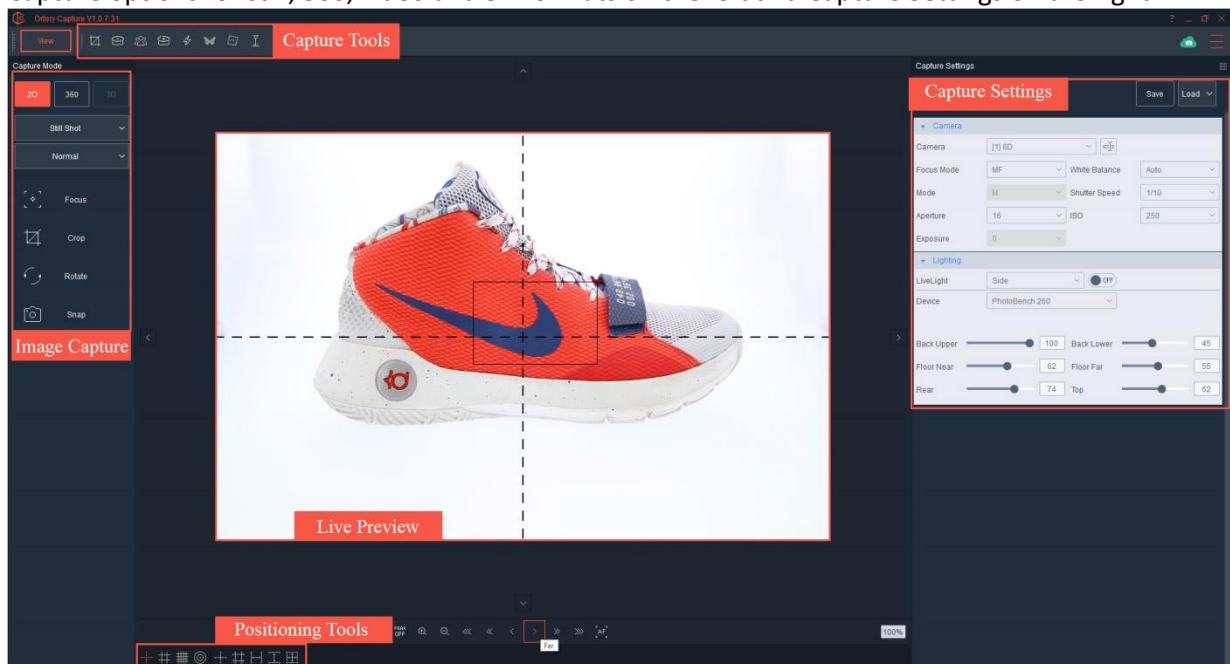 Ortery Capture V1.0.7.31
View
Capture Tools
Capture Mode
Capture Settings
2D 360 3D
Capture Settings
Save Load
Still Shot
Normal
Camera
Camera [1] 6D
Focus Mode MF White Balance Auto
Mode M Shutter Speed 1/10
Aperture 16 ISO 250
Exposure 0
Focus
Crop
Rotate
Snap
Image Capture
Lighting
LiveLight Side OFF
Device PhotoBench 260
Back Upper 100 Back Lower 45
Floor Near 62 Floor Far 55
Rear 74 Top 62
Live Preview
Positioning Tools
PEAK
OFF
AF
100%
Far